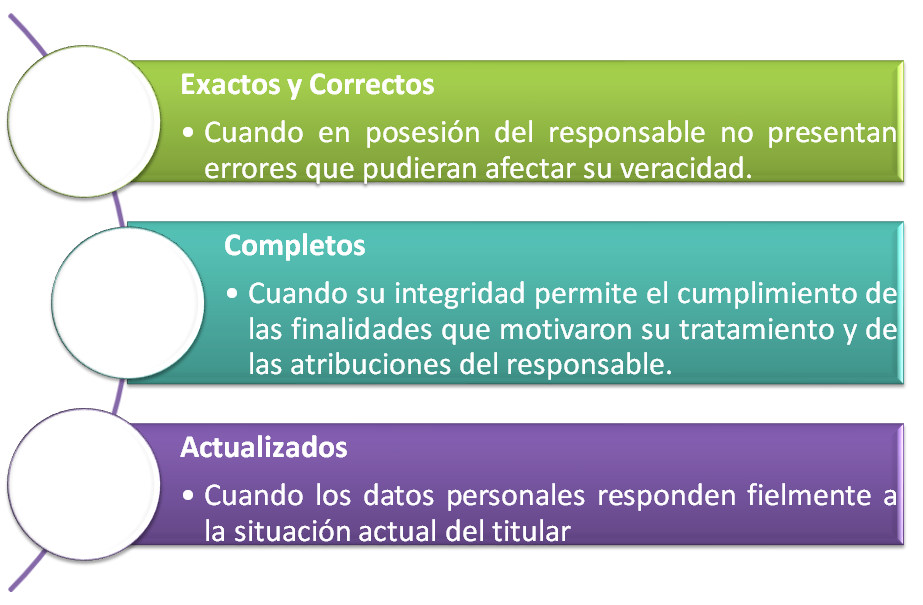 Exactos y Correctos
• Cuando en posesión del responsable no presentan
errores que pudieran afectar su veracidad.
Completos
• Cuando su integridad permite el cumplimiento de
las finalidades que motivaron su tratamiento y de
las atribuciones del responsable.
Actualizados
• Cuando los datos personales responden fielmente a
la situación actual del titular